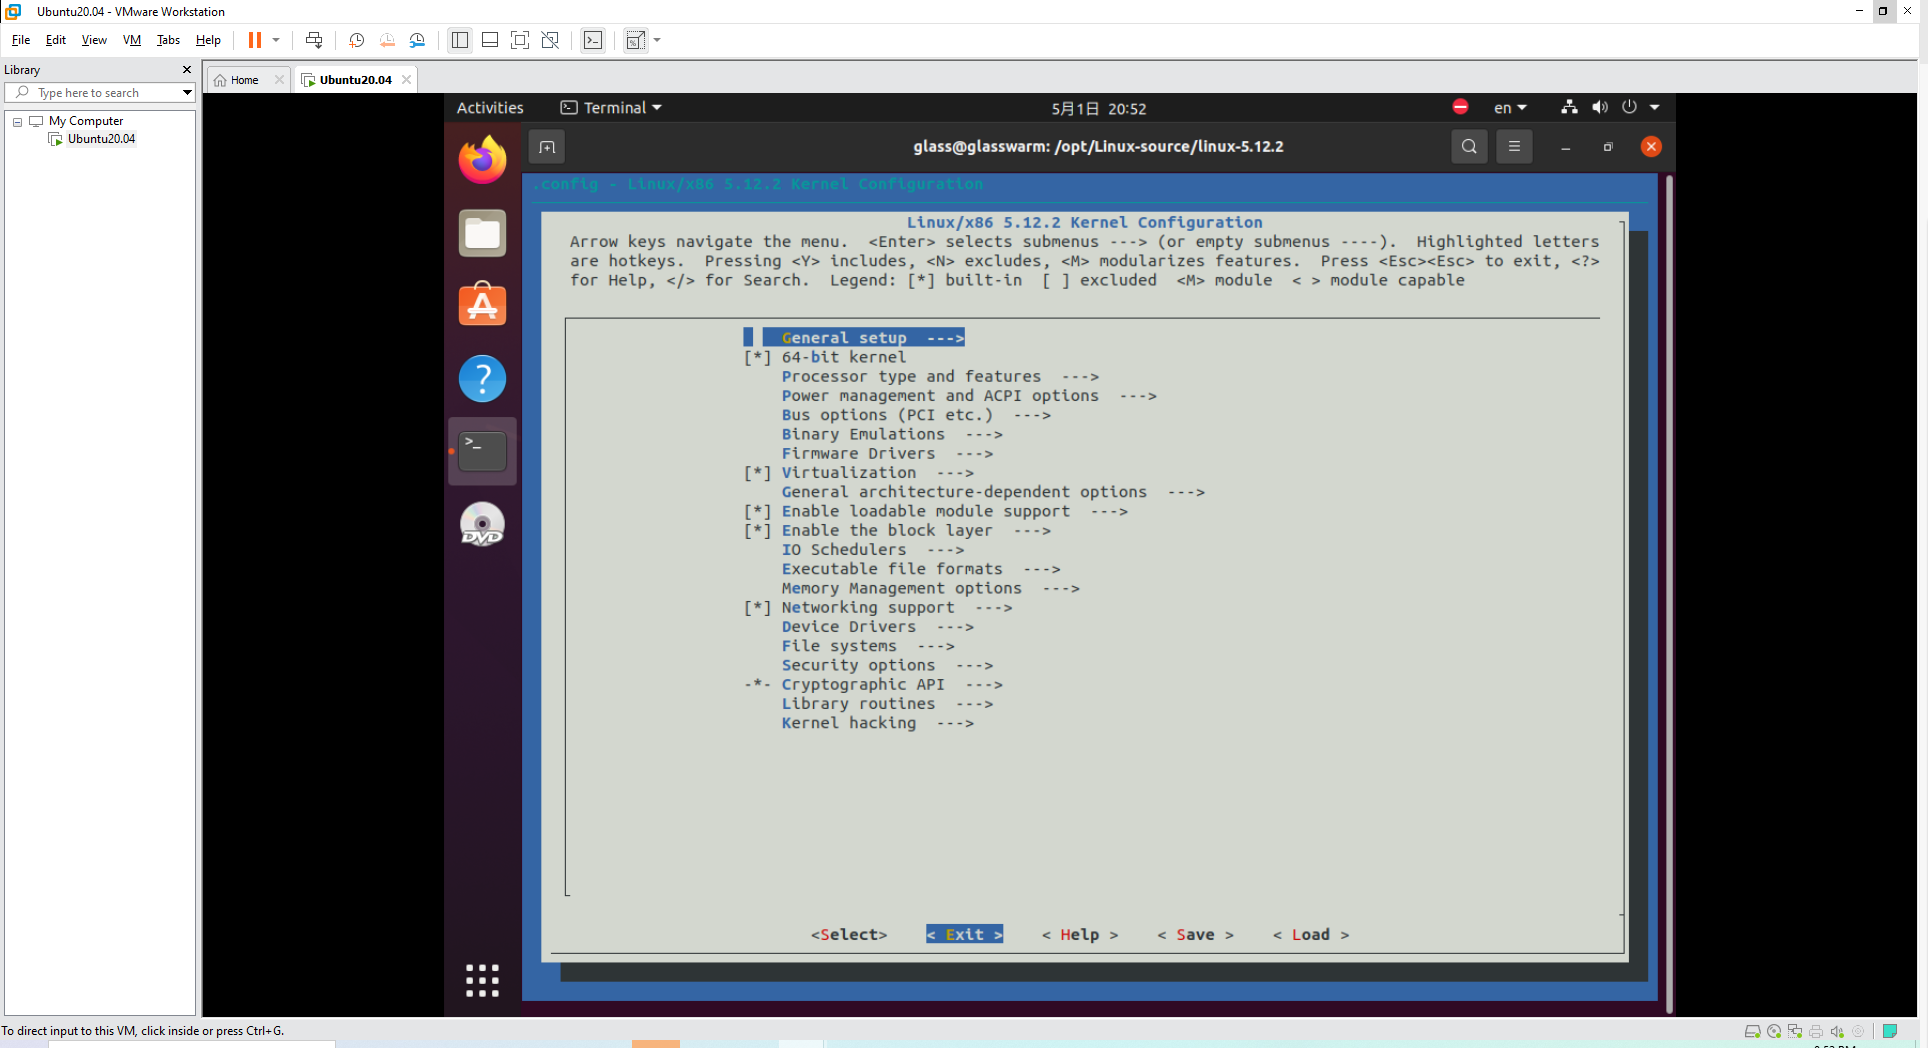 Ubuntu20.04 - VMware Workstation
File Edit View VM Tabs Help
Library
Type here to search
My Computer
Ubuntu20.04
Home
Ubuntu20.04
Activities Terminal 5月1日 20:52 en
glass@glasswarm: /opt/Linux-source/linux-5.12.2
.config - Linux/x86 5.12.2 Kernel Configuration
Linux/x86 5.12.2 Kernel Configuration
Arrow keys navigate the menu.  <Enter> selects submenus ---> (or empty submenus ----).  Highlighted letters
are hotkeys.  Pressing <Y> includes, <N> excludes, <M> modularizes features.  Press <Esc><Esc> to exit, <?>
for Help, </> for Search.  Legend: [*] built-in  [ ] excluded  <M> module  < > module capable
General setup  --->
[*] 64-bit kernel
Processor type and features  --->
Power management and ACPI options  --->
Bus options (PCI etc.)  --->
Binary Emulations  --->
Firmware Drivers  --->
[*] Virtualization  --->
General architecture-dependent options  --->
[*] Enable loadable module support  --->
[*] Enable the block layer  --->
IO Schedulers  --->
Executable file formats  --->
Memory Management options  --->
[*] Networking support  --->
Device Drivers  --->
File systems  --->
Security options  --->
-*- Cryptographic API  --->
Library routines  --->
Kernel hacking  --->
<Select>    < Exit >    < Help >    < Save >    < Load >
DVD
To direct input to this VM, click inside or press Ctrl+G.